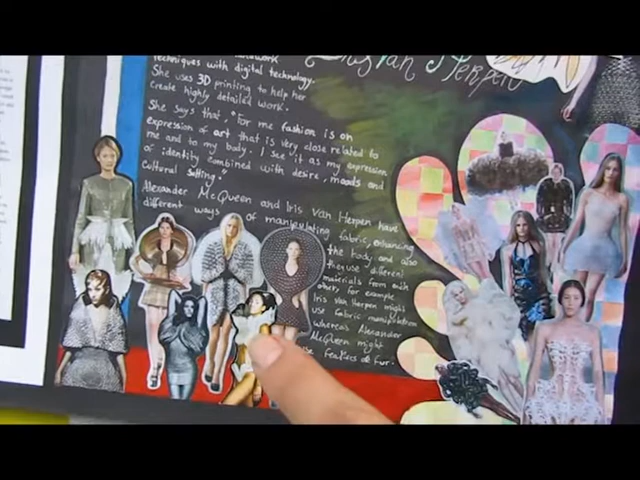 Iris Van Herpen
techniques with digital technology.
She uses 3D printing to help her
create highly detailed work.
She says that, "For me fashion is an
expression of art that is very close related to
me and to my body. I see it as my expression
of identity combined with desire, moods and
cultural setting."
Alexander McQueen and Iris Van Herpen have
different ways of manipulating fabric, enhancing
the body and also
they use different
materials from each
other, for example
Iris Van Herpen might
use fabric manipulation
whereas Alexander
McQueen might
use feathers or fur.